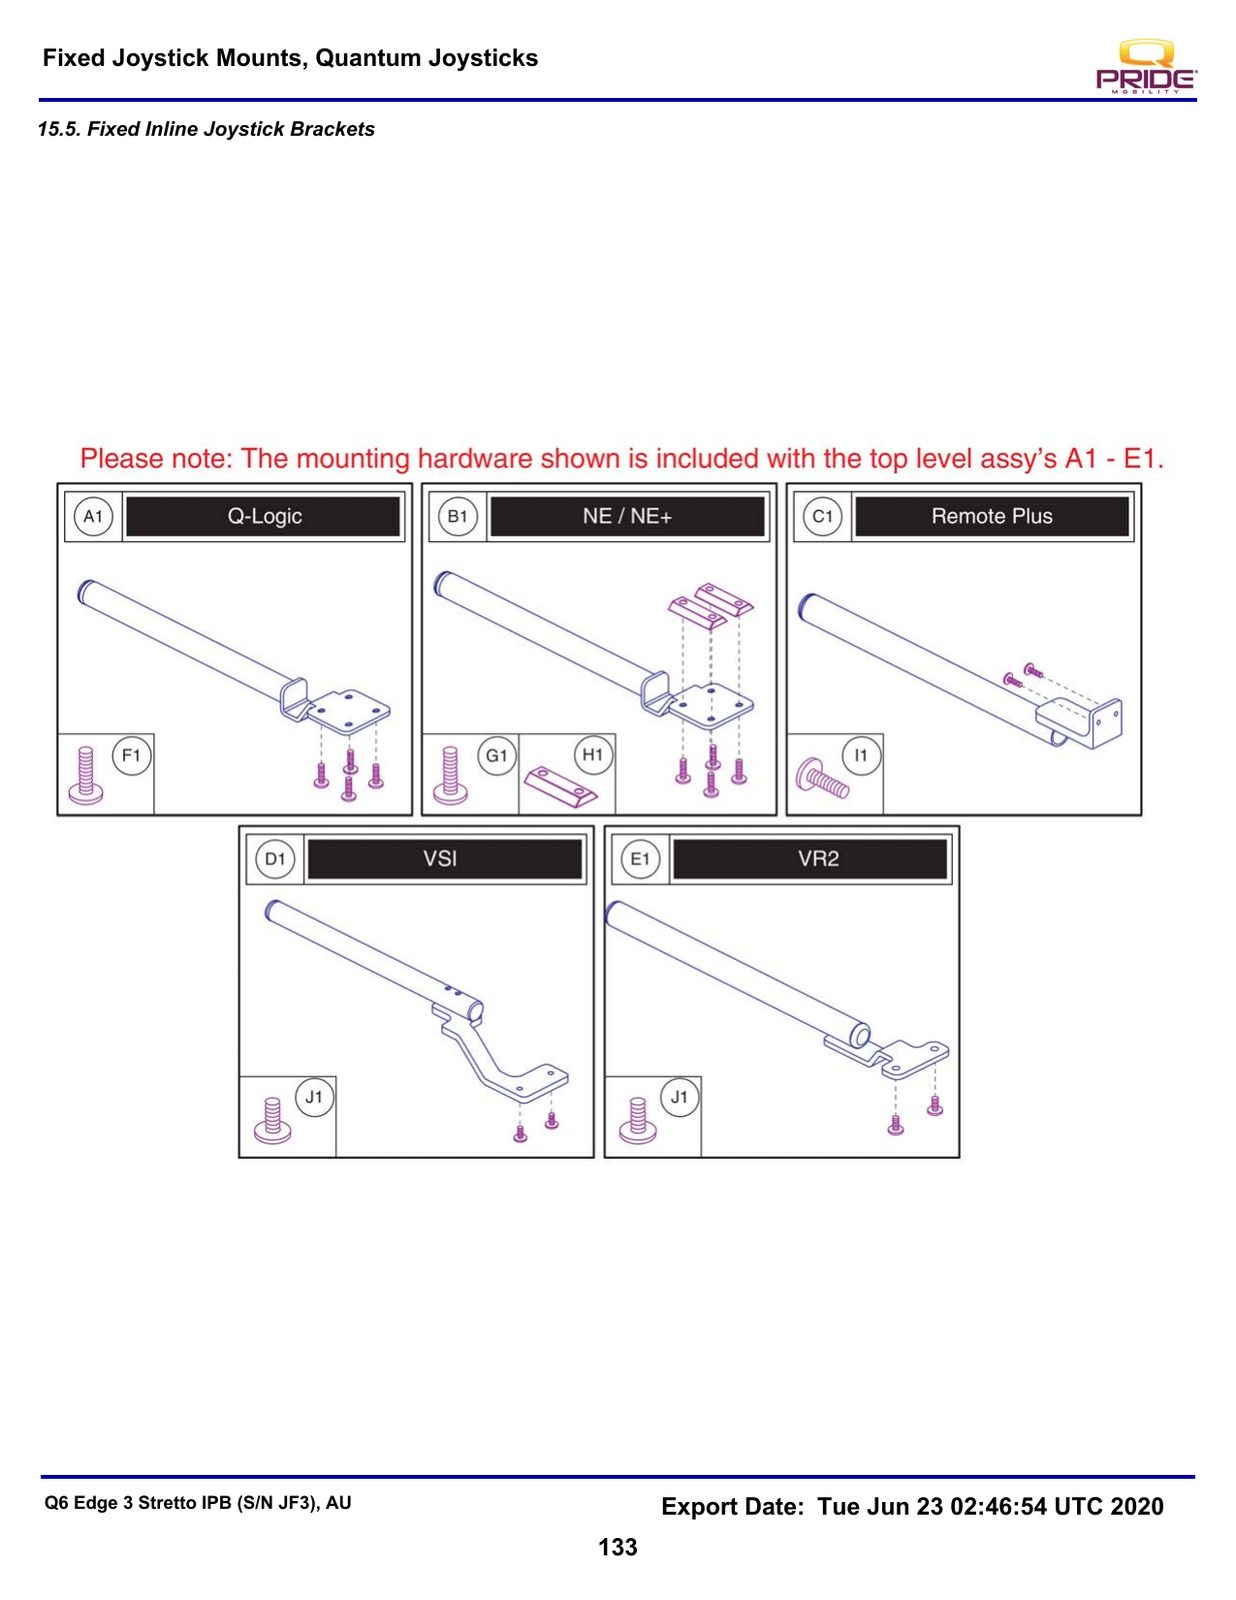 Fixed Joystick Mounts, Quantum Joysticks
Q
PRIDE
MOBILITY
15.5. Fixed Inline Joystick Brackets
Please note: The mounting hardware shown is included with the top level assy’s A1 - E1.
A1 Q-Logic
B1 NE / NE+
C1 Remote Plus
F1
G1 H1
I1
D1 VSI
E1 VR2
J1
J1
Q6 Edge 3 Stretto IPB (S/N JF3), AU
Export Date: Tue Jun 23 02:46:54 UTC 2020
133